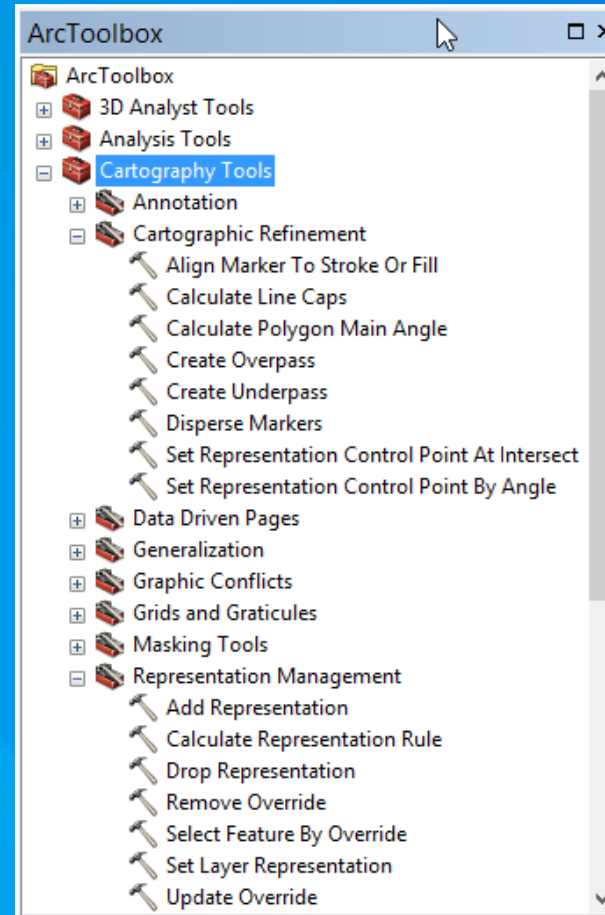 ArcToolbox
ArcToolbox
3D Analyst Tools
Analysis Tools
Cartography Tools
Annotation
Cartographic Refinement
Align Marker To Stroke Or Fill
Calculate Line Caps
Calculate Polygon Main Angle
Create Overpass
Create Underpass
Disperse Markers
Set Representation Control Point At Intersect
Set Representation Control Point By Angle
Data Driven Pages
Generalization
Graphic Conflicts
Grids and Graticules
Masking Tools
Representation Management
Add Representation
Calculate Representation Rule
Drop Representation
Remove Override
Select Feature By Override
Set Layer Representation
Update Override